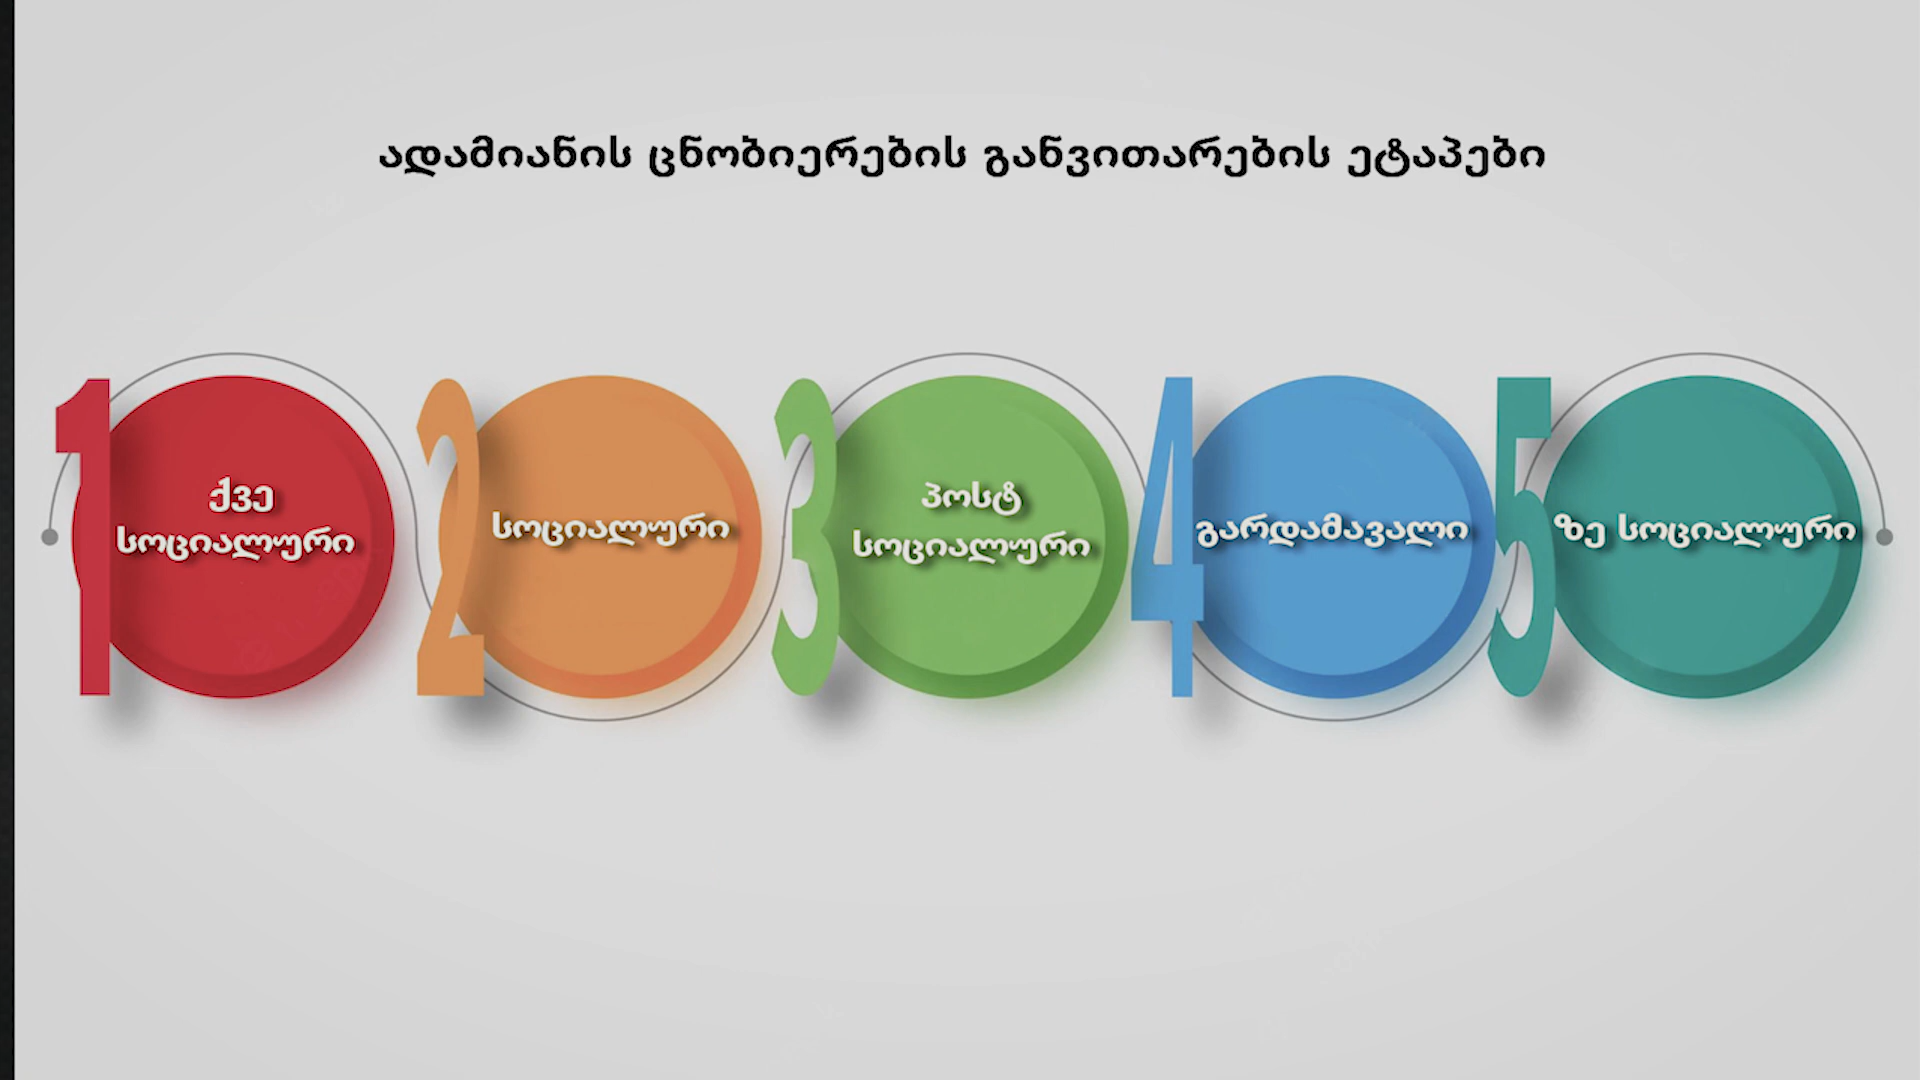 ადამიანის ცნობიერების განვითარების ეტაპები
1
ქვე
სოციალური
2
სოციალური
3
პოსტ
სოციალური
4
გარდამავალი
5
ზე სოციალური